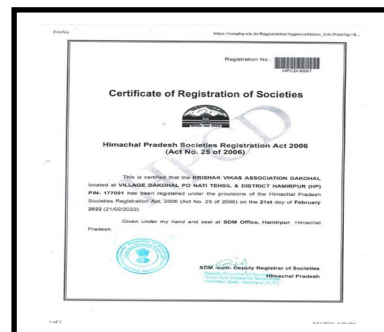 Firefox
Registration No :
HPCD-6907
Certificate of Registration of Societies
Himachal Pradesh Societies Registration Act 2006
(Act No. 25 of 2006)
This is certified that the KRISHAK VIKAS ASSOCIATION DAKOHAL
located at VILLAGE DAKOHAL PO NATI TEHSIL & DISTRICT HAMIRPUR (HP)
PIN- 177001 has been registered under the provisions of the Himachal Pradesh
Societies Registration Act, 2006 (Act No. 25 of 2006) on the 21st day of February
2022 (21/02/2022).
Given under my hand and seal at SDM Office, Hamirpur, Himachal
Pradesh.
HPCD
SDM -cum- Deputy Registrar of Societies
Himachal Pradesh
1 of 1